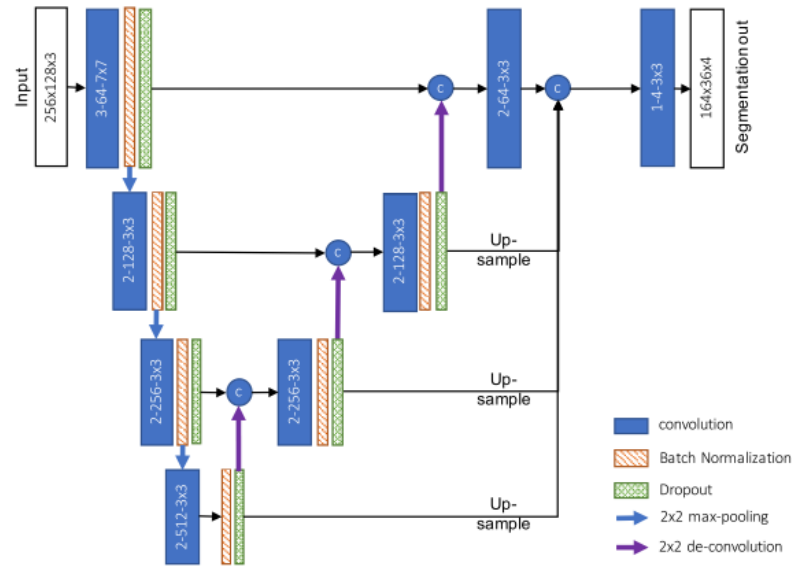 Input
256x128x3
3-64-7x7
C
2-64-3x3
C
1-4-3x3
164x36x4
Segmentation out
2-128-3x3
C
2-128-3x3
Up-
sample
2-256-3x3
C
2-256-3x3
Up-
sample
2-512-3x3
Up-
sample
convolution
Batch Normalization
Dropout
2x2 max-pooling
2x2 de-convolution